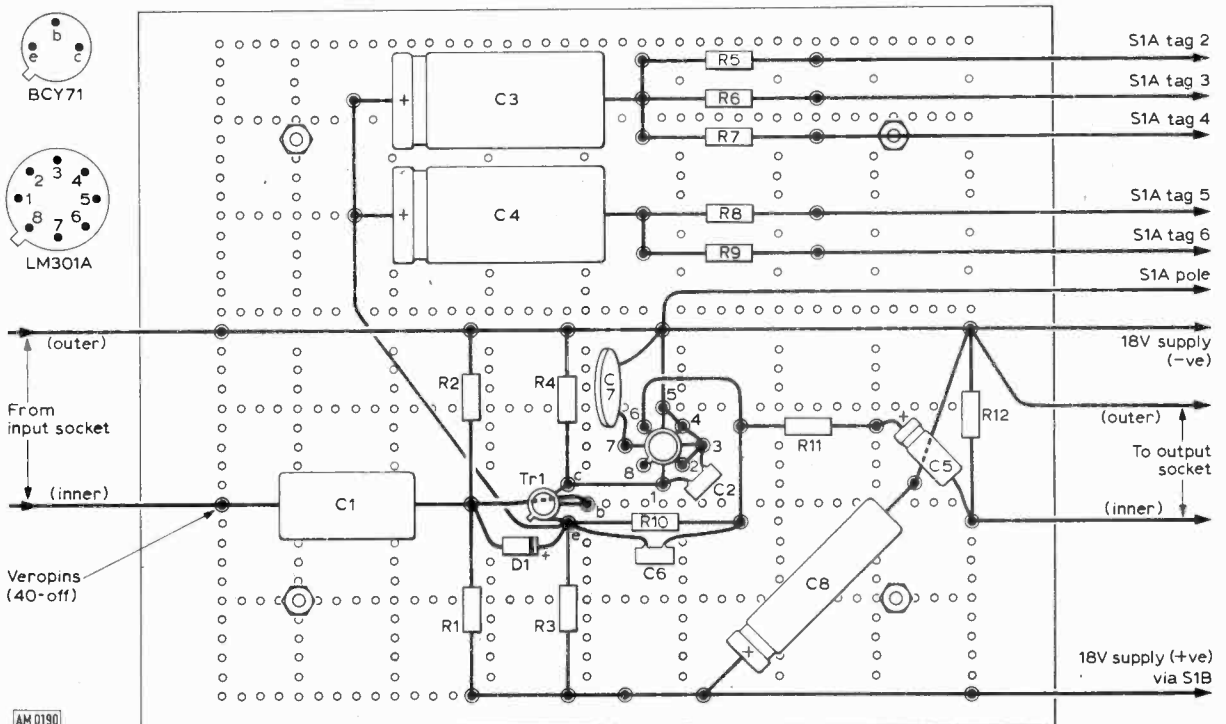 b
e
c
BCY71
3
2
4
1
5
8
6
7
LM301A
+
C3
R5
R6
R7
S1A tag 2
S1A tag 3
S1A tag 4
+
C4
R8
R9
S1A tag 5
S1A tag 6
S1A pole
(outer)
18V supply
(-ve)
From
input socket
R2
R4
C
7
6
5
4
7
3
8
2
1
C2
R11
+
C5
R12
(outer)
To output
socket
(inner)
(inner)
C1
Tr1
c
b
e
R10
D1
+
C6
C8
+
Veropins
(40-off)
R1
R3
18V supply (+ve)
via S1B
AM 0190